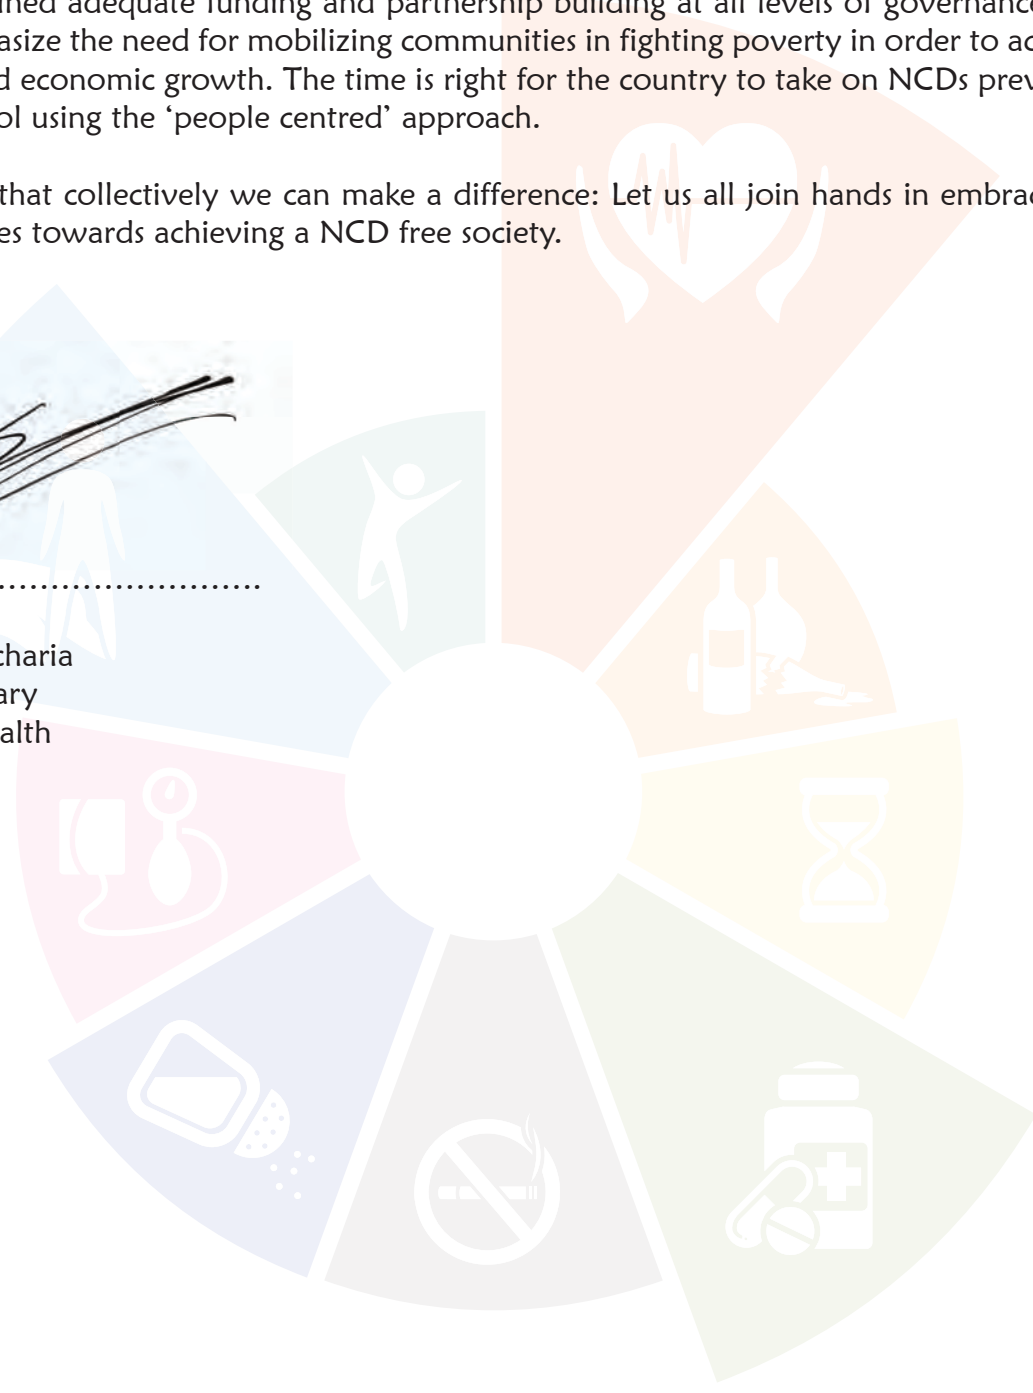 ined adequate funding and partnership building at all levels of governance
asize the need for mobilizing communities in fighting poverty in order to ac
d economic growth. The time is right for the country to take on NCDs prev
ol using the ‘people centred’ approach.
that collectively we can make a difference: Let us all join hands in embrac
es towards achieving a NCD free society.
..............................
charia
ary
alth